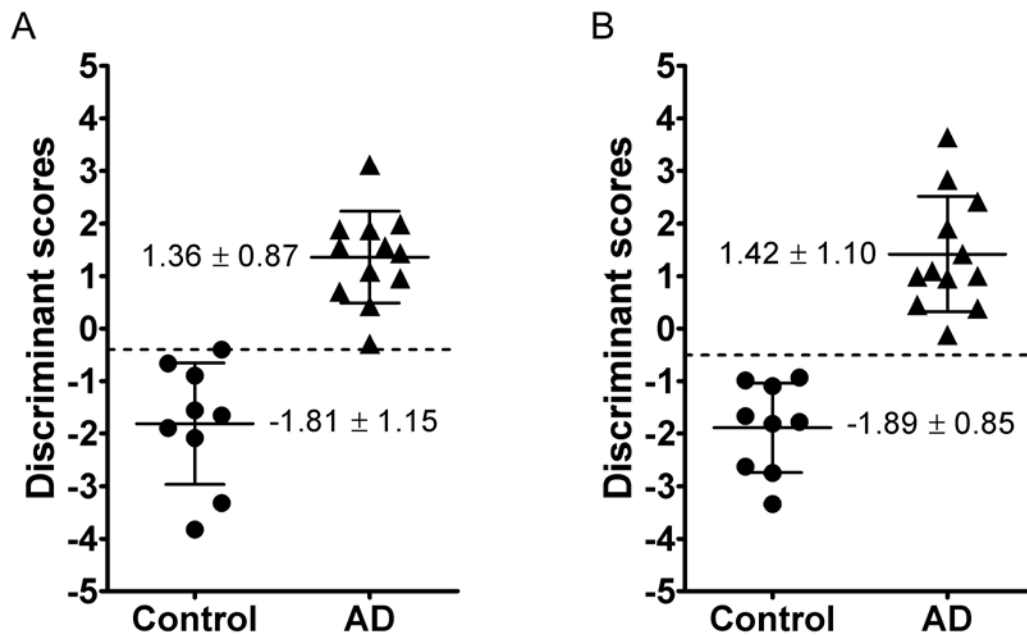 A
Discriminant scores
5
4
3
2
1
0
-1
-2
-3
-4
-5
1.36 ± 0.87
-1.81 ± 1.15
Control AD
B
Discriminant scores
5
4
3
2
1
0
-1
-2
-3
-4
-5
1.42 ± 1.10
-1.89 ± 0.85
Control AD